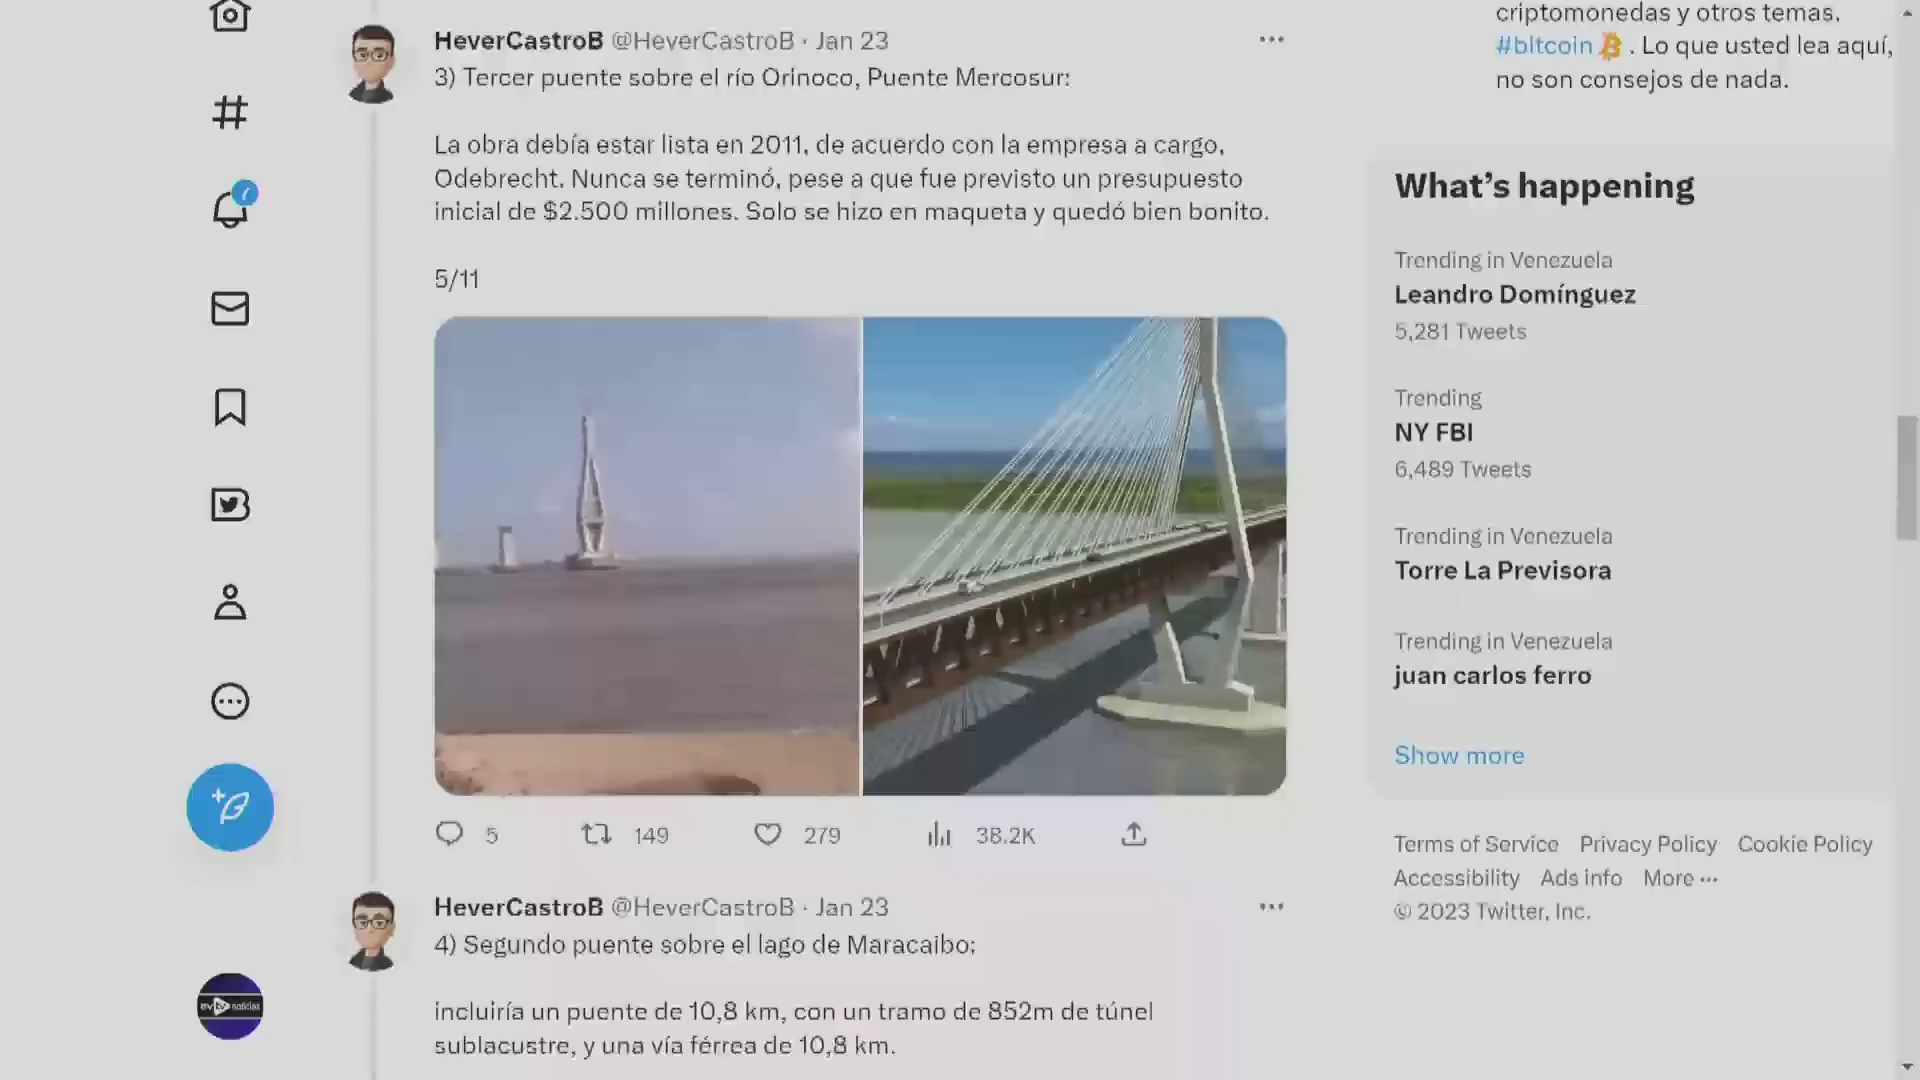 HeverCastroB @HeverCastroB · Jan 23
3) Tercer puente sobre el río Orinoco, Puente Mercosur:
La obra debía estar lista en 2011, de acuerdo con la empresa a cargo,
Odebrecht. Nunca se terminó, pese a que fue previsto un presupuesto
inicial de $2.500 millones. Solo se hizo en maqueta y quedó bien bonito.
5/11
5 149 279 38.2K
HeverCastroB @HeverCastroB · Jan 23
4) Segundo puente sobre el lago de Maracaibo:
incluiría un puente de 10,8 km, con un tramo de 852m de túnel
sublacustre, y una vía férrea de 10,8 km.
criptomonedas y otros temas.
#bitcoin . Lo que usted lea aquí,
no son consejos de nada.
What's happening
Trending in Venezuela
Leandro Domínguez
5,281 Tweets
Trending
NY FBI
6,489 Tweets
Trending in Venezuela
Torre La Previsora
Trending in Venezuela
juan carlos ferro
Show more
Terms of Service Privacy Policy Cookie Policy
Accessibility Ads info More ···
© 2023 Twitter, Inc.
evtv noticias